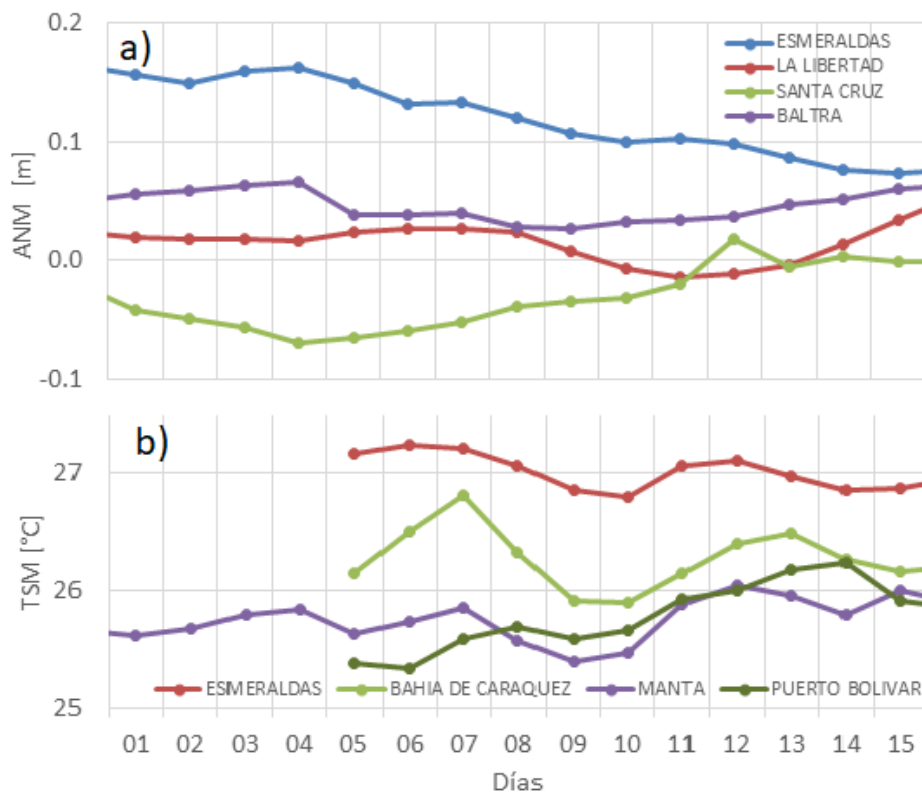 a)
ESMERALDAS
LA LIBERTAD
SANTA CRUZ
BALTRA
0.2
0.1
0.0
-0.1
ANM [m]
b)
27
26
25
TSM [°C]
ESMERALDAS BAHIA DE CARAQUEZ MANTA PUERTO BOLIVAR
01 02 03 04 05 06 07 08 09 10 11 12 13 14 15
Días